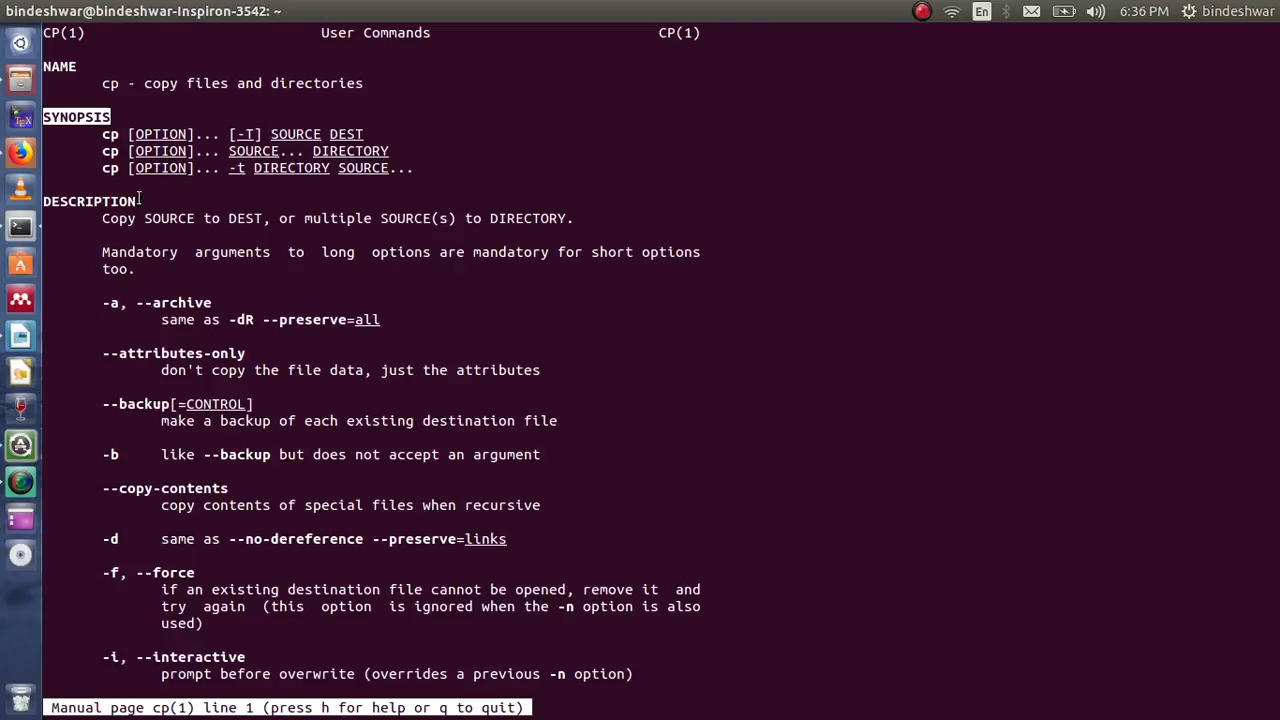 bindeshwar@bindeshwar-Inspiron-3542: ~
En
6:36 PM
bindeshwar
CP(1) User Commands CP(1)
NAME
cp - copy files and directories
SYNOPSIS
cp [OPTION]... [-T] SOURCE DEST
cp [OPTION]... SOURCE... DIRECTORY
cp [OPTION]... -t DIRECTORY SOURCE...
DESCRIPTION
Copy SOURCE to DEST, or multiple SOURCE(s) to DIRECTORY.
Mandatory arguments to long options are mandatory for short options
too.
-a, --archive
same as -dR --preserve=all
--attributes-only
don't copy the file data, just the attributes
--backup[=CONTROL]
make a backup of each existing destination file
-b like --backup but does not accept an argument
--copy-contents
copy contents of special files when recursive
-d same as --no-dereference --preserve=links
-f, --force
if an existing destination file cannot be opened, remove it and
try again (this option is ignored when the -n option is also
used)
-i, --interactive
prompt before overwrite (overrides a previous -n option)
Manual page cp(1) line 1 (press h for help or q to quit)